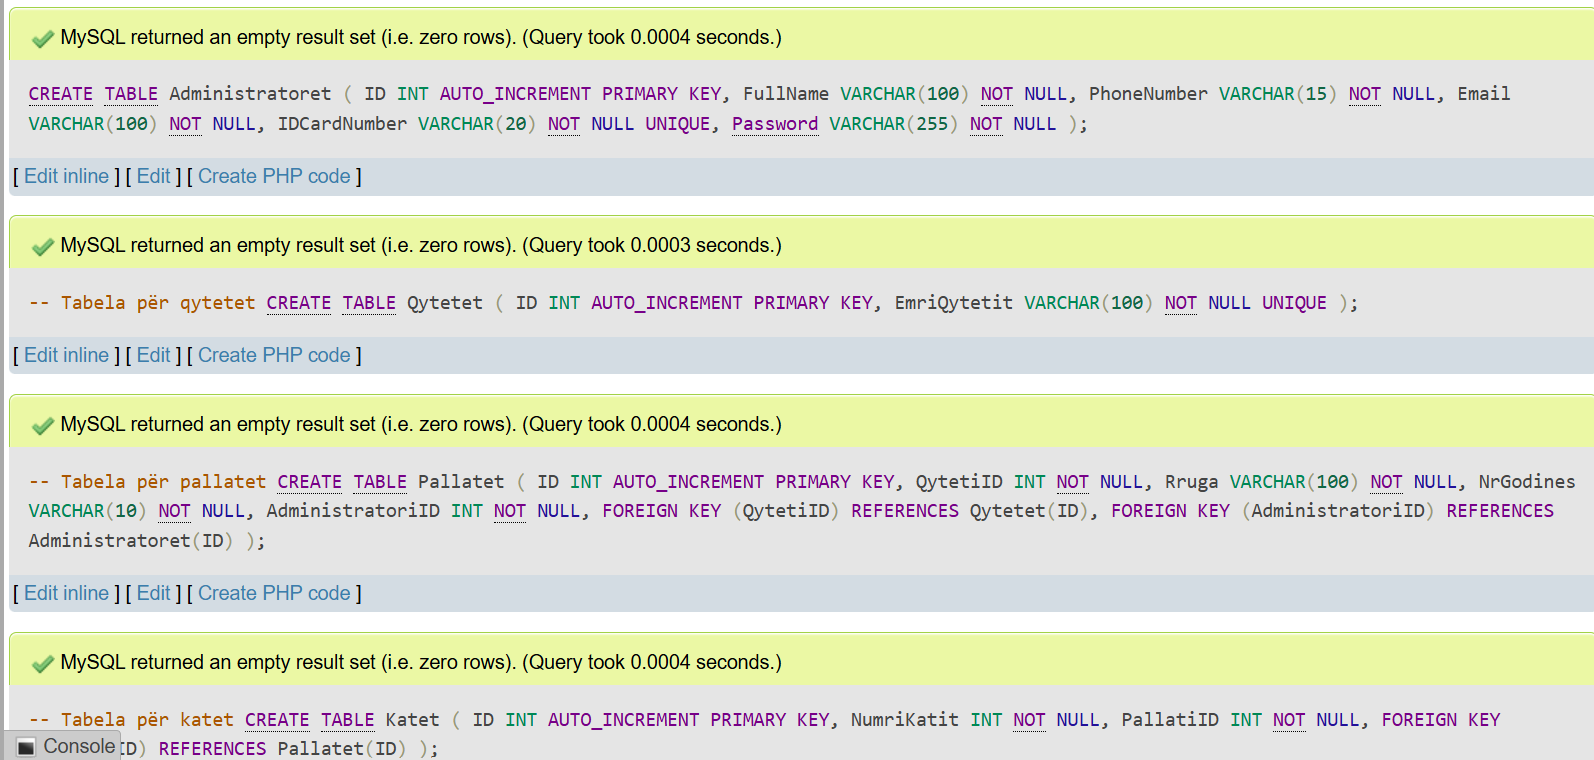 MySQL returned an empty result set (i.e. zero rows). (Query took 0.0004 seconds.)
CREATE TABLE Administratoret ( ID INT AUTO_INCREMENT PRIMARY KEY, FullName VARCHAR(100) NOT NULL, PhoneNumber VARCHAR(15) NOT NULL, Email
VARCHAR(100) NOT NULL, IDCardNumber VARCHAR(20) NOT NULL UNIQUE, Password VARCHAR(255) NOT NULL );
[ Edit inline ] [ Edit ] [ Create PHP code ]
MySQL returned an empty result set (i.e. zero rows). (Query took 0.0003 seconds.)
-- Tabela për qytetet CREATE TABLE Qytetet ( ID INT AUTO_INCREMENT PRIMARY KEY, EmriQytetit VARCHAR(100) NOT NULL UNIQUE );
[ Edit inline ] [ Edit ] [ Create PHP code ]
MySQL returned an empty result set (i.e. zero rows). (Query took 0.0004 seconds.)
-- Tabela për pallatet CREATE TABLE Pallatet ( ID INT AUTO_INCREMENT PRIMARY KEY, QytetiID INT NOT NULL, Rruga VARCHAR(100) NOT NULL, NrGodines
VARCHAR(10) NOT NULL, AdministratoriID INT NOT NULL, FOREIGN KEY (QytetiID) REFERENCES Qytetet(ID), FOREIGN KEY (AdministratoriID) REFERENCES
Administratoret(ID) );
[ Edit inline ] [ Edit ] [ Create PHP code ]
MySQL returned an empty result set (i.e. zero rows). (Query took 0.0004 seconds.)
-- Tabela për katet CREATE TABLE Katet ( ID INT AUTO_INCREMENT PRIMARY KEY, NumriKatit INT NOT NULL, PallatiID INT NOT NULL, FOREIGN KEY
Console ID) REFERENCES Pallatet(ID) );